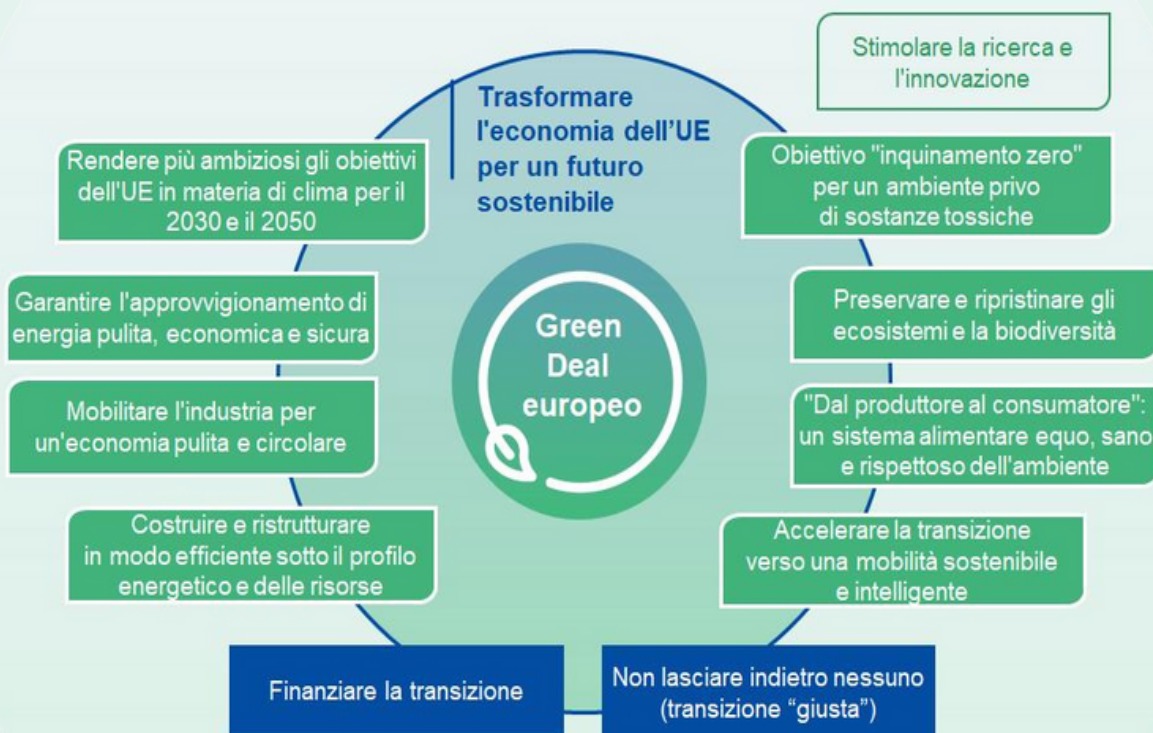 Stimolare la ricerca e
l'innovazione
Trasformare
l'economia dell'UE
per un futuro
sostenibile
Rendere più ambiziosi gli obiettivi
dell'UE in materia di clima per il
2030 e il 2050
Obiettivo "inquinamento zero"
per un ambiente privo
di sostanze tossiche
Garantire l'approvvigionamento di
energia pulita, economica e sicura
Preservare e ripristinare gli
ecosistemi e la biodiversità
Green
Deal
europeo
Mobilitare l'industria per
un'economia pulita e circolare
"Dal produttore al consumatore":
un sistema alimentare equo, sano
e rispettoso dell'ambiente
Costruire e ristrutturare
in modo efficiente sotto il profilo
energetico e delle risorse
Accelerare la transizione
verso una mobilità sostenibile
e intelligente
Finanziare la transizione
Non lasciare indietro nessuno
(transizione “giusta”)